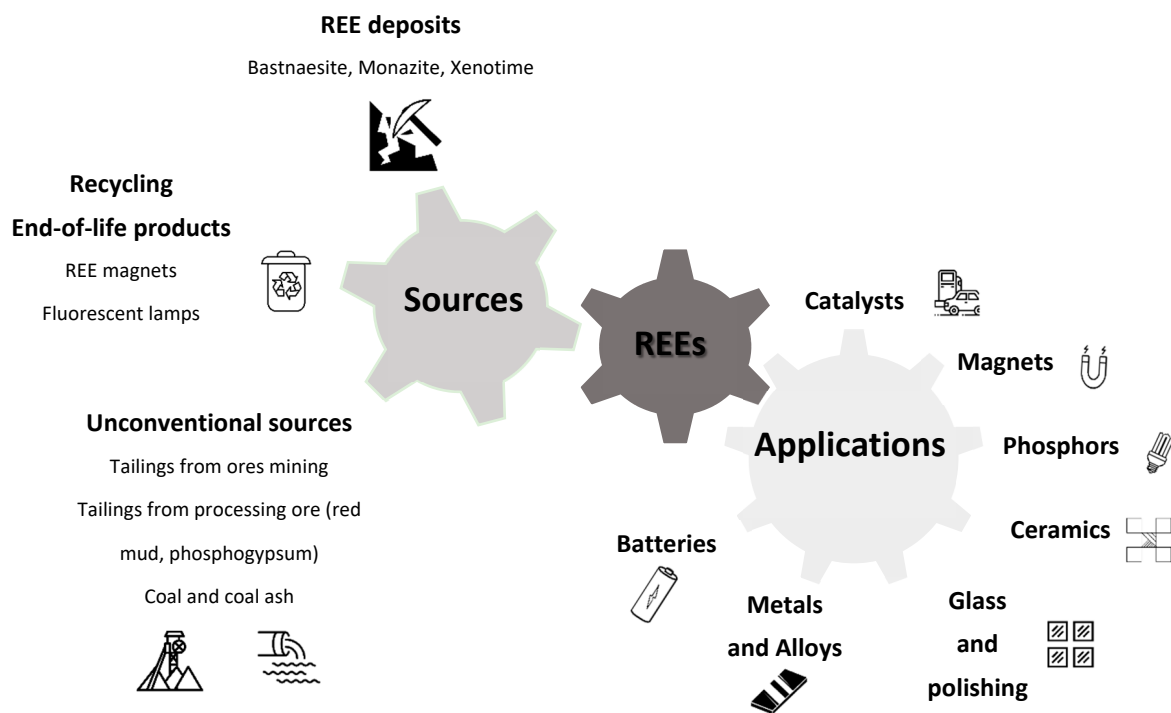 REE deposits
Bastnaesite, Monazite, Xenotime
Recycling
End-of-life products
REE magnets
Fluorescent lamps
Unconventional sources
Tailings from ores mining
Tailings from processing ore (red
mud, phosphogypsum)
Coal and coal ash
Sources
REEs
Applications
Catalysts
Magnets
Phosphors
Ceramics
Glass
and
polishing
Metals
and Alloys
Batteries